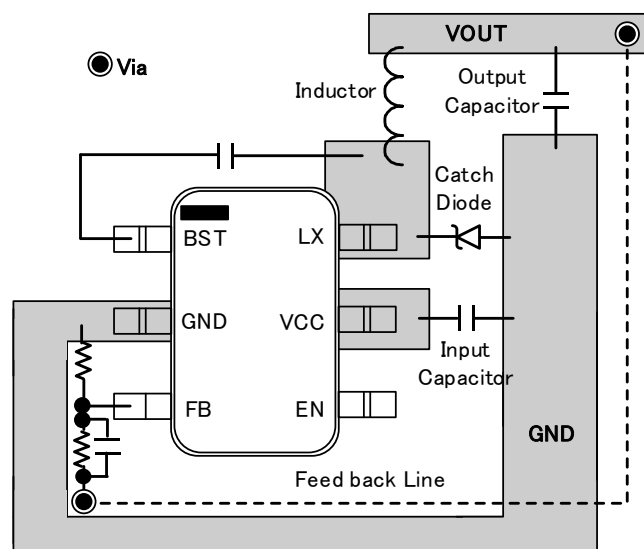 VOUT
Via
Inductor
Output
Capacitor
Catch
Diode
BST
LX
GND
VCC
Input
Capacitor
FB
EN
GND
Feed back Line